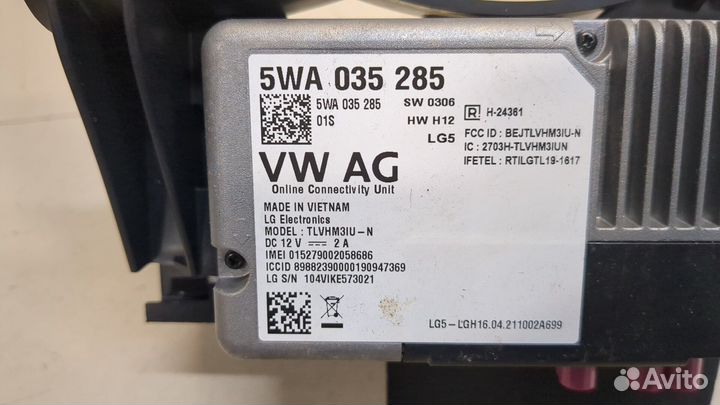 5WA 035 285
5WA 035 285
01S
SW 0306
HW H12
LG5
R H-24361
FCC ID : BEJTLVHM3IU-N
IC : 2703H-TLVHM3IUN
IFETEL : RTILGTL19-1617
VW AG
Online Connectivity Unit
MADE IN VIETNAM
LG Electronics
MODEL : TLVHM3IU-N
DC 12 V 2 A
IMEI 015279002058686
ICCID 89882390000190947369
LG S/N 104VIKE573021
LG5-LGH16.04.211002A699
Avito